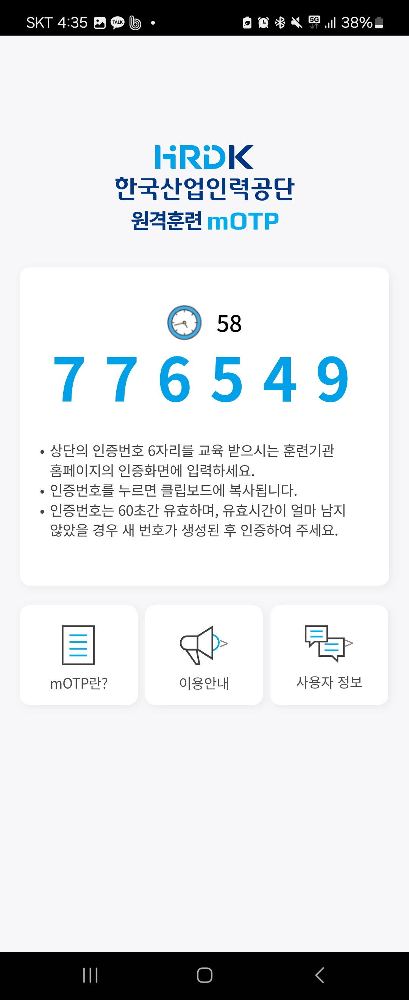 SKT 4:35 TALK 5G 38%
HRDK
한국산업인력공단
원격훈련 mOTP
58
776549
• 상단의 인증번호 6자리를 교육 받으시는 훈련기관
홈페이지의 인증화면에 입력하세요.
• 인증번호를 누르면 클립보드에 복사됩니다.
• 인증번호는 60초간 유효하며, 유효시간이 얼마 남지
않았을 경우 새 번호가 생성된 후 인증하여 주세요.
mOTP란? 이용안내 사용자 정보